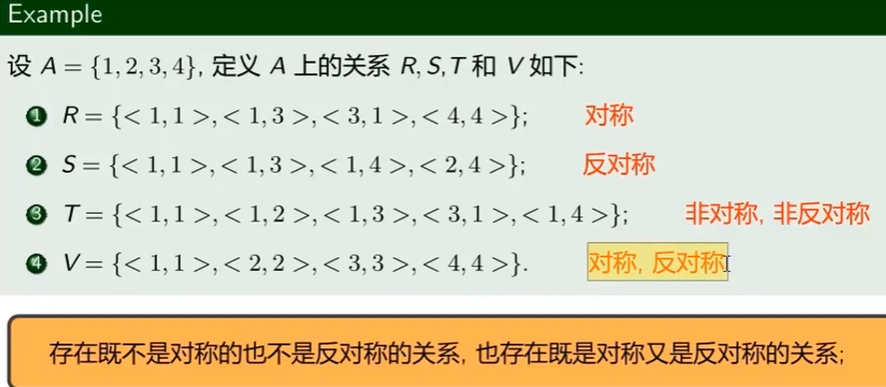 Example
设 A = {1, 2, 3, 4}, 定义 A 上的关系 R, S, T 和 V 如下:
1 R = {< 1, 1 >, < 1, 3 >, < 3, 1 >, < 4, 4 >}; 对称
2 S = {< 1, 1 >, < 1, 3 >, < 1, 4 >, < 2, 4 >}; 反对称
3 T = {< 1, 1 >, < 1, 2 >, < 1, 3 >, < 3, 1 >, < 1, 4 >}; 非对称, 非反对称
4 V = {< 1, 1 >, < 2, 2 >, < 3, 3 >, < 4, 4 >}. 对称, 反对称
存在既不是对称的也不是反对称的关系, 也存在既是对称又是反对称的关系;